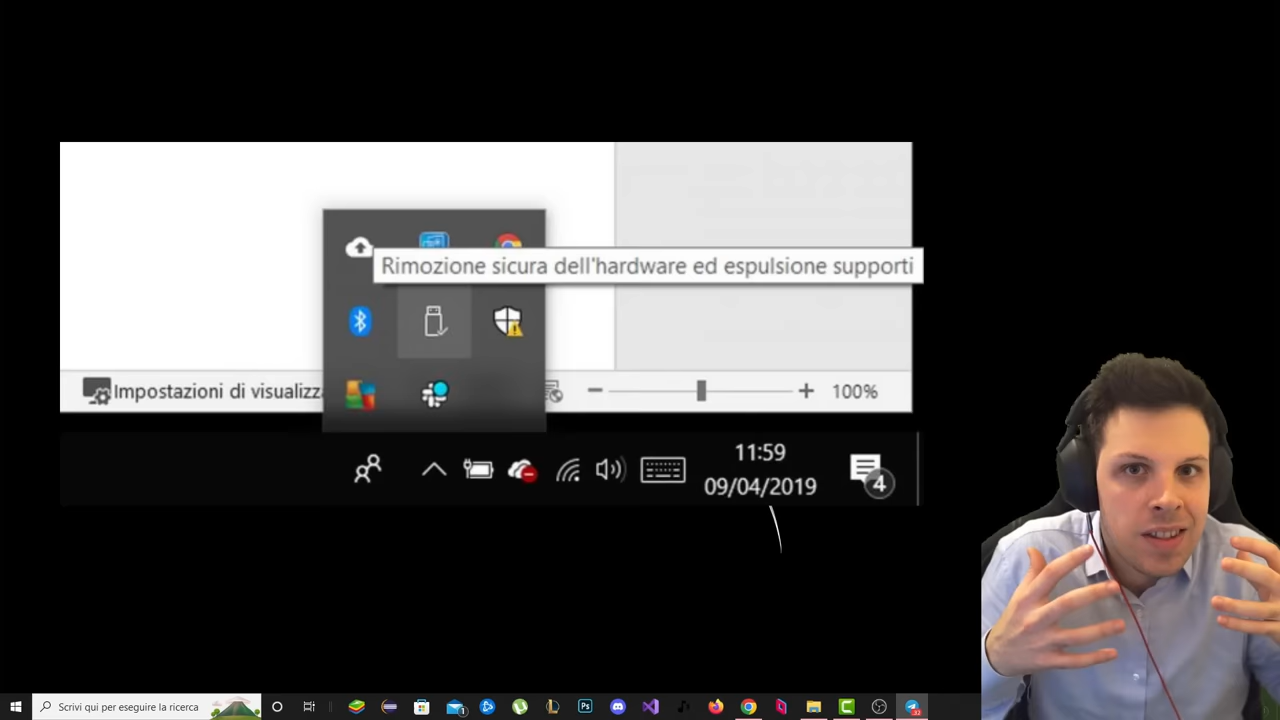 Rimozione sicura dell'hardware ed espulsione supporti
Impostazioni di visualizz
100%
11:59
09/04/2019
4
Scrivi qui per eseguire la ricerca
Ps